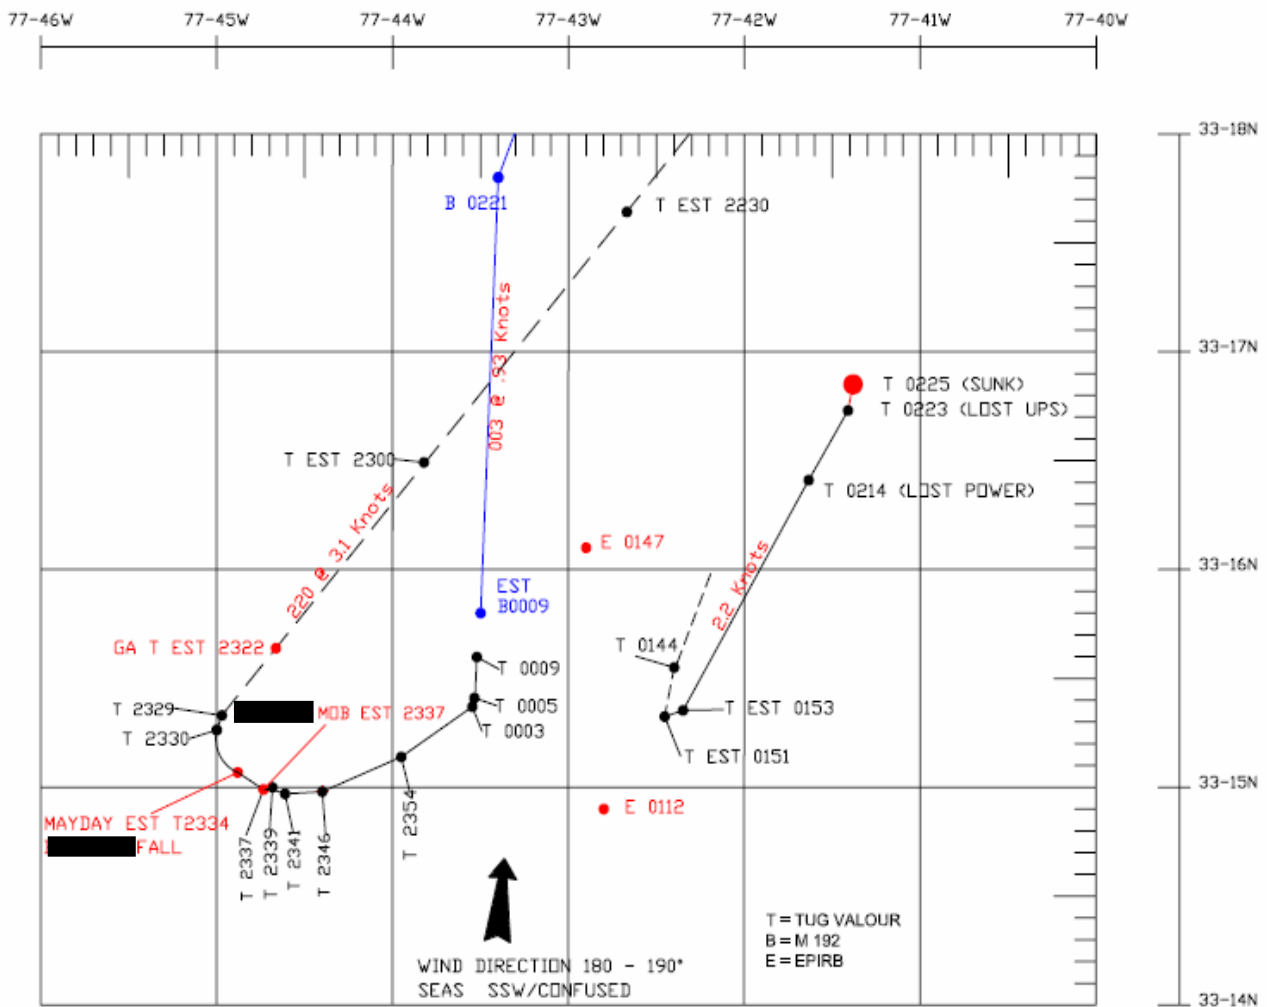 77-46W 77-45W 77-44W 77-43W 77-42W 77-41W 77-40W
33-18N
B 0221
T EST 2230
003 @ .93 Knots
33-17N
T 0225 (SUNK)
T 0223 (LOST UPS)
T EST 2300
T 0214 (LOST POWER)
220 @ 3.1 Knots
E 0147
2.2 Knots
33-16N
EST
B0009
GA T EST 2322
T 0144
T 0009
T 2329
MOB EST 2337
T 0005
T EST 0153
T 2330
T 0003
T EST 0151
33-15N
E 0112
MAYDAY EST T2334
FALL
T 2337
T 2339
T 2341
T 2346
T 2354
T = TUG VALOUR
B = M 192
E = EPIRB
WIND DIRECTION 180 - 190°
SEAS SSW/CONFUSED
33-14N